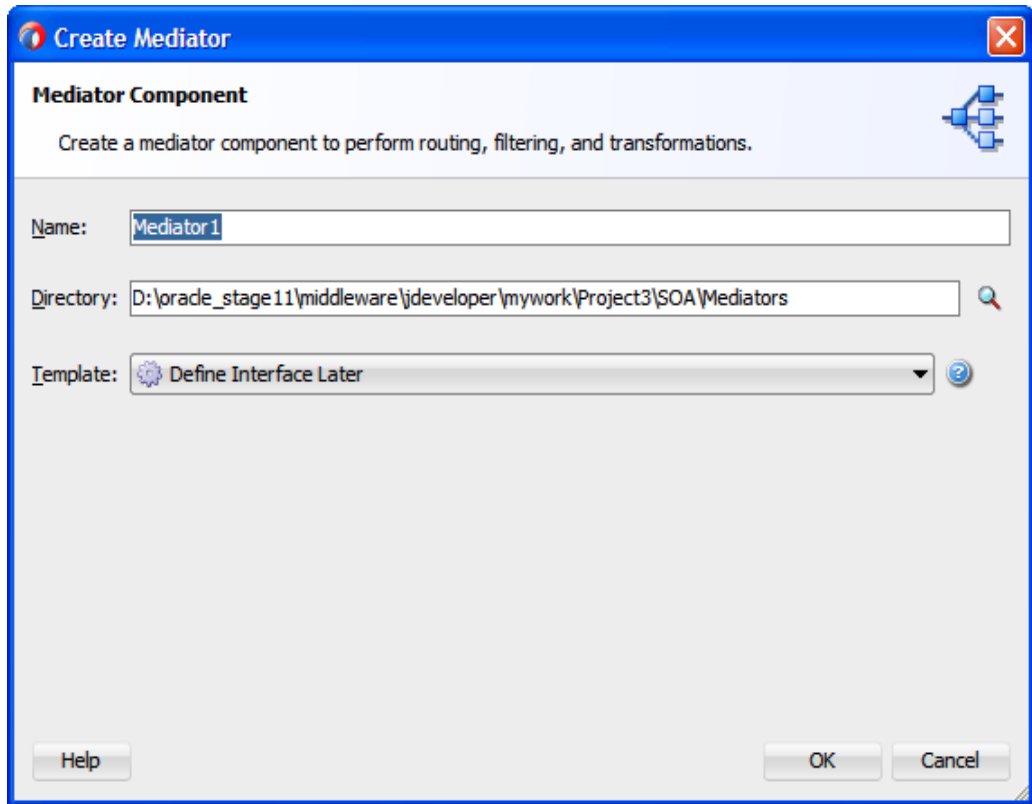 Create Mediator
Mediator Component
Create a mediator component to perform routing, filtering, and transformations.
Name: Mediator1
Directory: D:\oracle_stage11\middleware\jdeveloper\mywork\Project3\SOA\Mediators
Template: Define Interface Later
Help OK Cancel